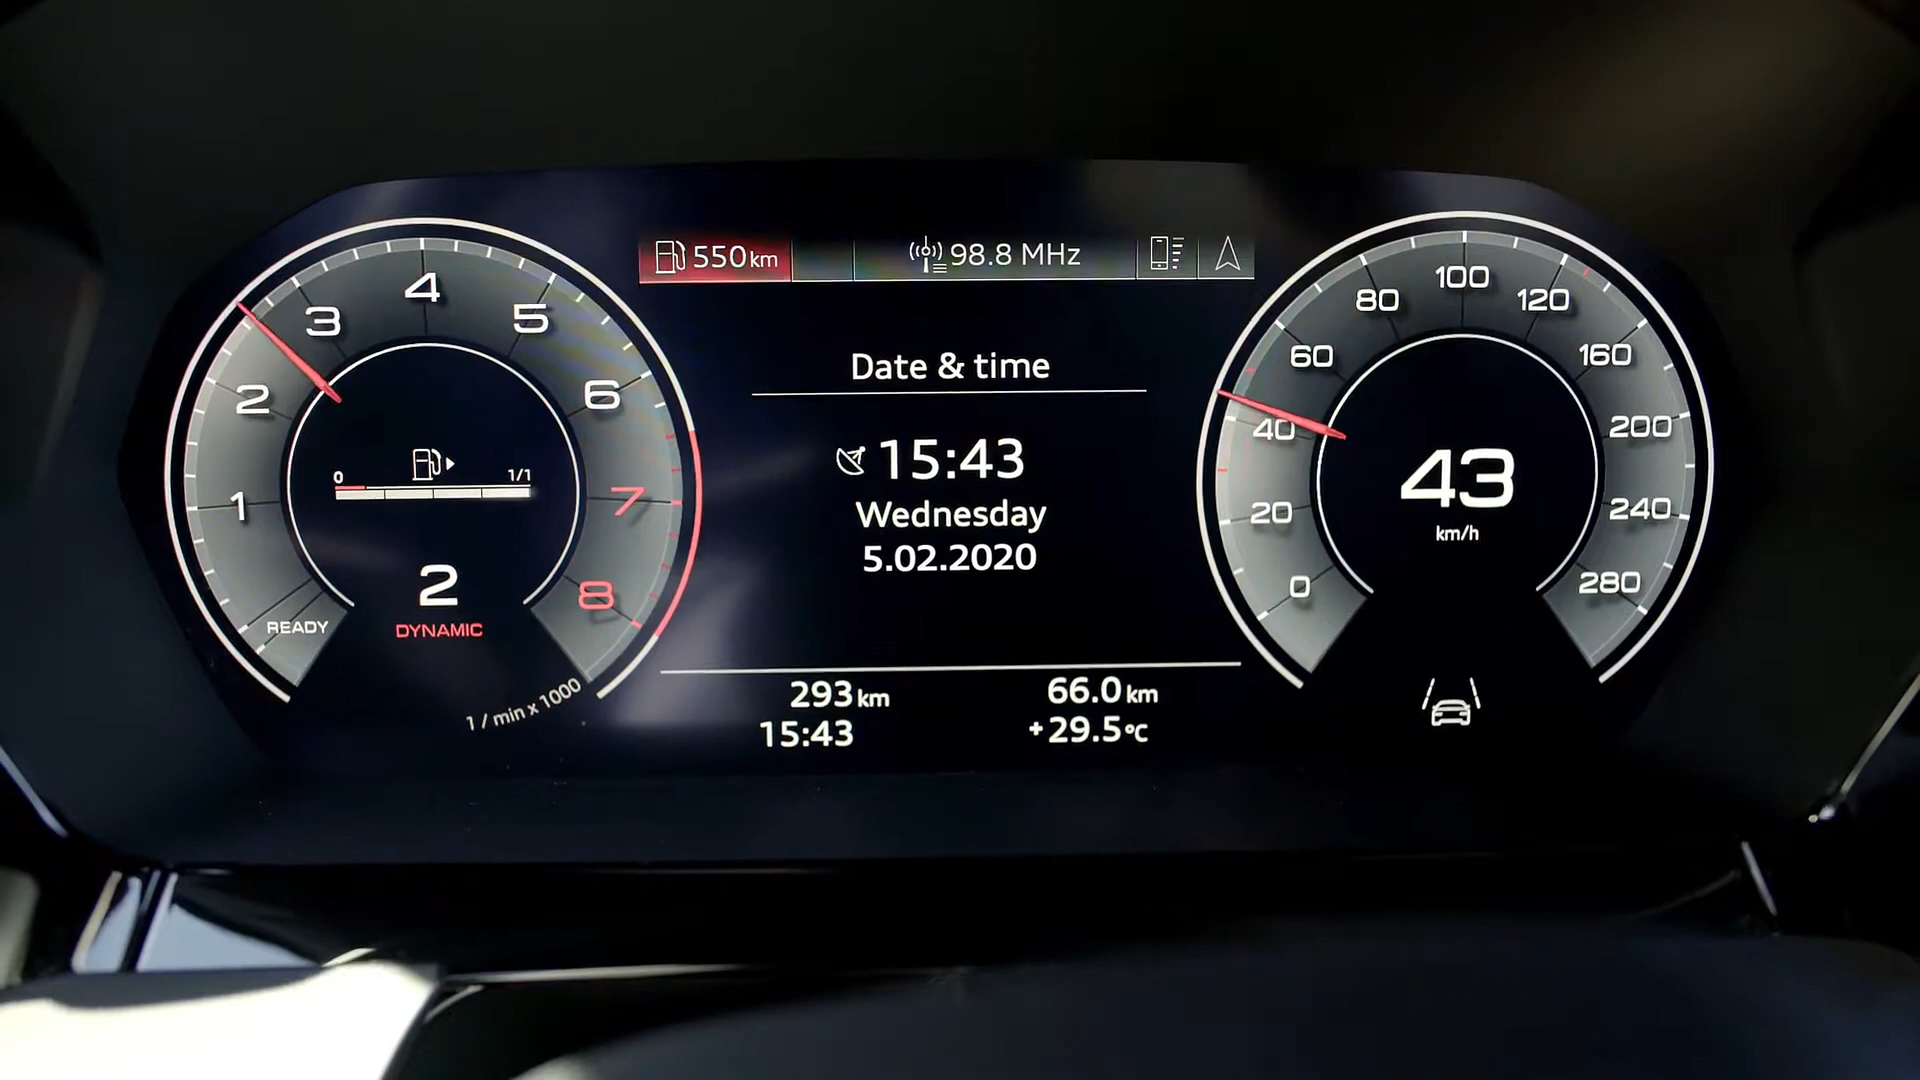 550 km
98.8 MHz
1
2
3
4
5
6
7
8
READY
0
1/1
2
DYNAMIC
1 / min x 1000
Date & time
15:43
Wednesday
5.02.2020
293 km
66.0 km
15:43
+29.5 °C
0
20
40
60
80
100
120
160
200
240
280
43
km/h